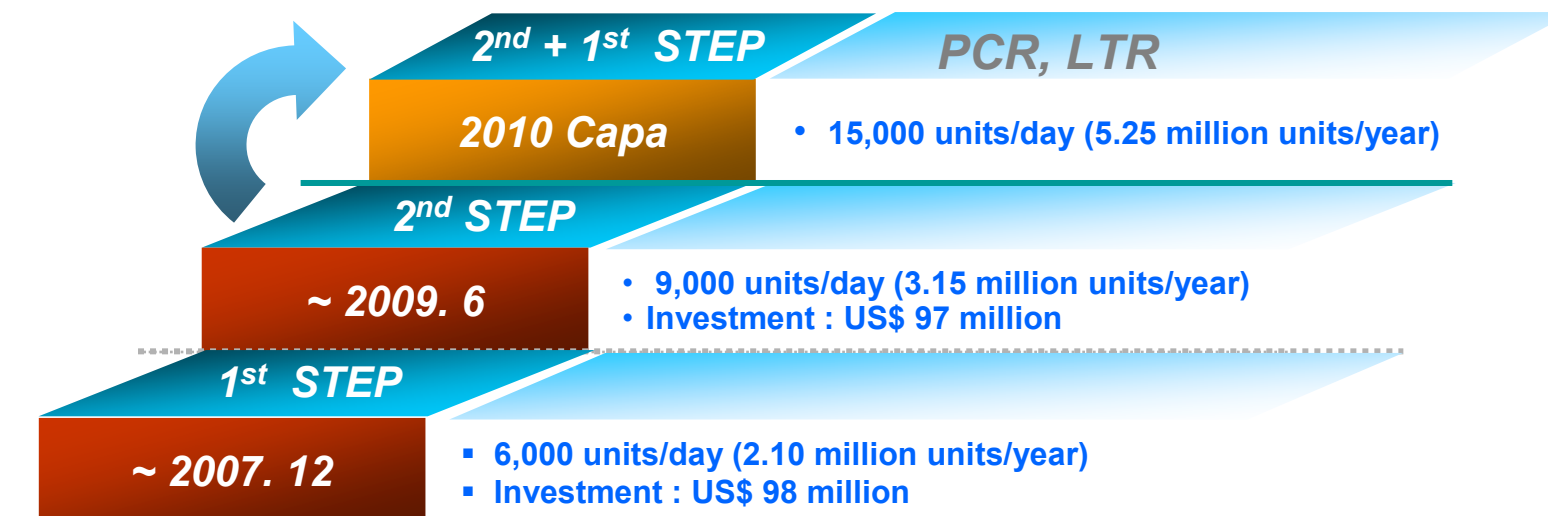 2nd + 1st STEP
PCR, LTR
2010 Capa
• 15,000 units/day (5.25 million units/year)
2nd STEP
~ 2009. 6
• 9,000 units/day (3.15 million units/year)
• Investment : US$ 97 million
1st STEP
~ 2007. 12
▪ 6,000 units/day (2.10 million units/year)
▪ Investment : US$ 98 million